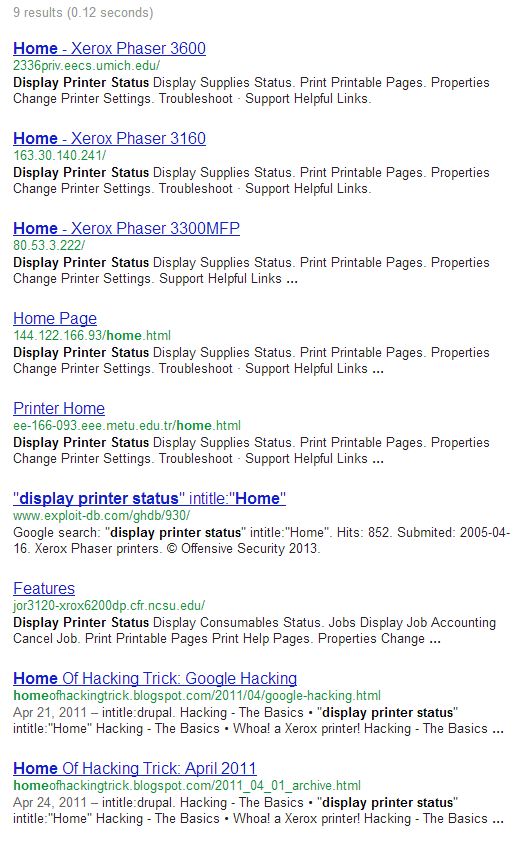 9 results (0.12 seconds)
Home - Xerox Phaser 3600
2336priv.eecs.umich.edu/
Display Printer Status Display Supplies Status. Print Printable Pages. Properties
Change Printer Settings. Troubleshoot · Support Helpful Links.
Home - Xerox Phaser 3160
163.30.140.241/
Display Printer Status Display Supplies Status. Print Printable Pages. Properties
Change Printer Settings. Troubleshoot · Support Helpful Links.
Home - Xerox Phaser 3300MFP
80.53.3.222/
Display Printer Status Display Supplies Status. Print Printable Pages. Properties
Change Printer Settings. Support Helpful Links ...
Home Page
144.122.166.93/home.html
Display Printer Status Display Supplies Status. Print Printable Pages. Properties
Change Printer Settings. Troubleshoot · Support Helpful Links ...
Printer Home
ee-166-093.eee.metu.edu.tr/home.html
Display Printer Status Display Supplies Status. Print Printable Pages. Properties
Change Printer Settings. Troubleshoot · Support Helpful Links ...
"display printer status" intitle:"Home"
www.exploit-db.com/ghdb/930/
Google search: "display printer status" intitle:"Home". Hits: 852. Submited: 2005-04-
16. Xerox Phaser printers. © Offensive Security 2013.
Features
jor3120-xrox6200dp.cfr.ncsu.edu/
Display Printer Status Display Consumables Status. Jobs Display Job Accounting
Cancel Job. Print Printable Pages Print Help Pages. Properties Change ...
Home Of Hacking Trick: Google Hacking
homeofhackingtrick.blogspot.com/2011/04/google-hacking.html
Apr 21, 2011 – intitle:drupal. Hacking - The Basics • "display printer status"
intitle:"Home" Hacking - The Basics • Whoa! a Xerox printer! Hacking - The Basics ...
Home Of Hacking Trick: April 2011
homeofhackingtrick.blogspot.com/2011_04_01_archive.html
Apr 24, 2011 – intitle:drupal. Hacking - The Basics • "display printer status"
intitle:"Home" Hacking - The Basics • Whoa! a Xerox printer! Hacking - The Basics ...